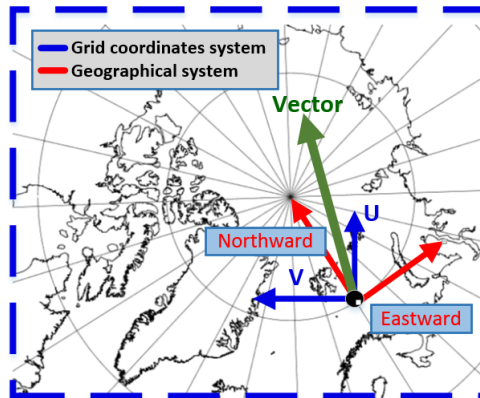 Grid coordinates system
Geographical system
Vector
U
Northward
V
Eastward